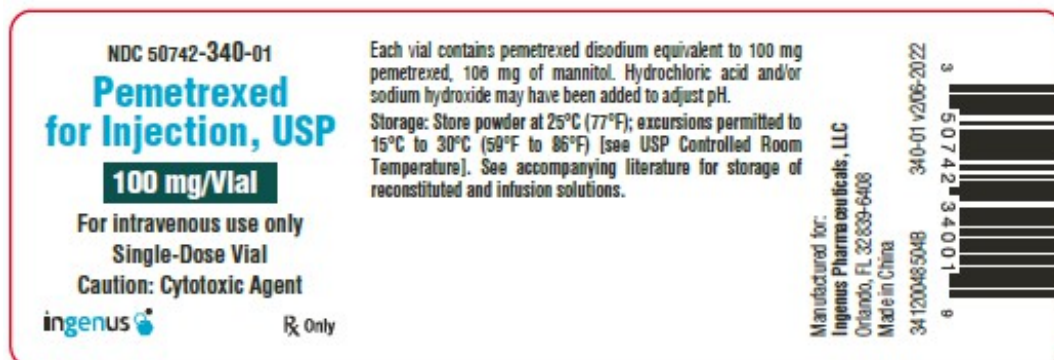 NDC 50742-340-01
Pemetrexed
for Injection, USP
100 mg/Vial
For intravenous use only
Single-Dose Vial
Caution: Cytotoxic Agent
ingenus
Rx Only
Each vial contains pemetrexed disodium equivalent to 100 mg
pemetrexed, 106 mg of mannitol. Hydrochloric acid and/or
sodium hydroxide may have been added to adjust pH.
Storage: Store powder at 25°C (77°F); excursions permitted to
15°C to 30°C (59°F to 86°F) [see USP Controlled Room
Temperature]. See accompanying literature for storage of
reconstituted and infusion solutions.
Manufactured for:
Ingenus Pharmaceuticals, LLC
Orlando, FL 32839-6408
Made in China
34120048504B 340-01 v2/06-2022
3 50742 34001 9